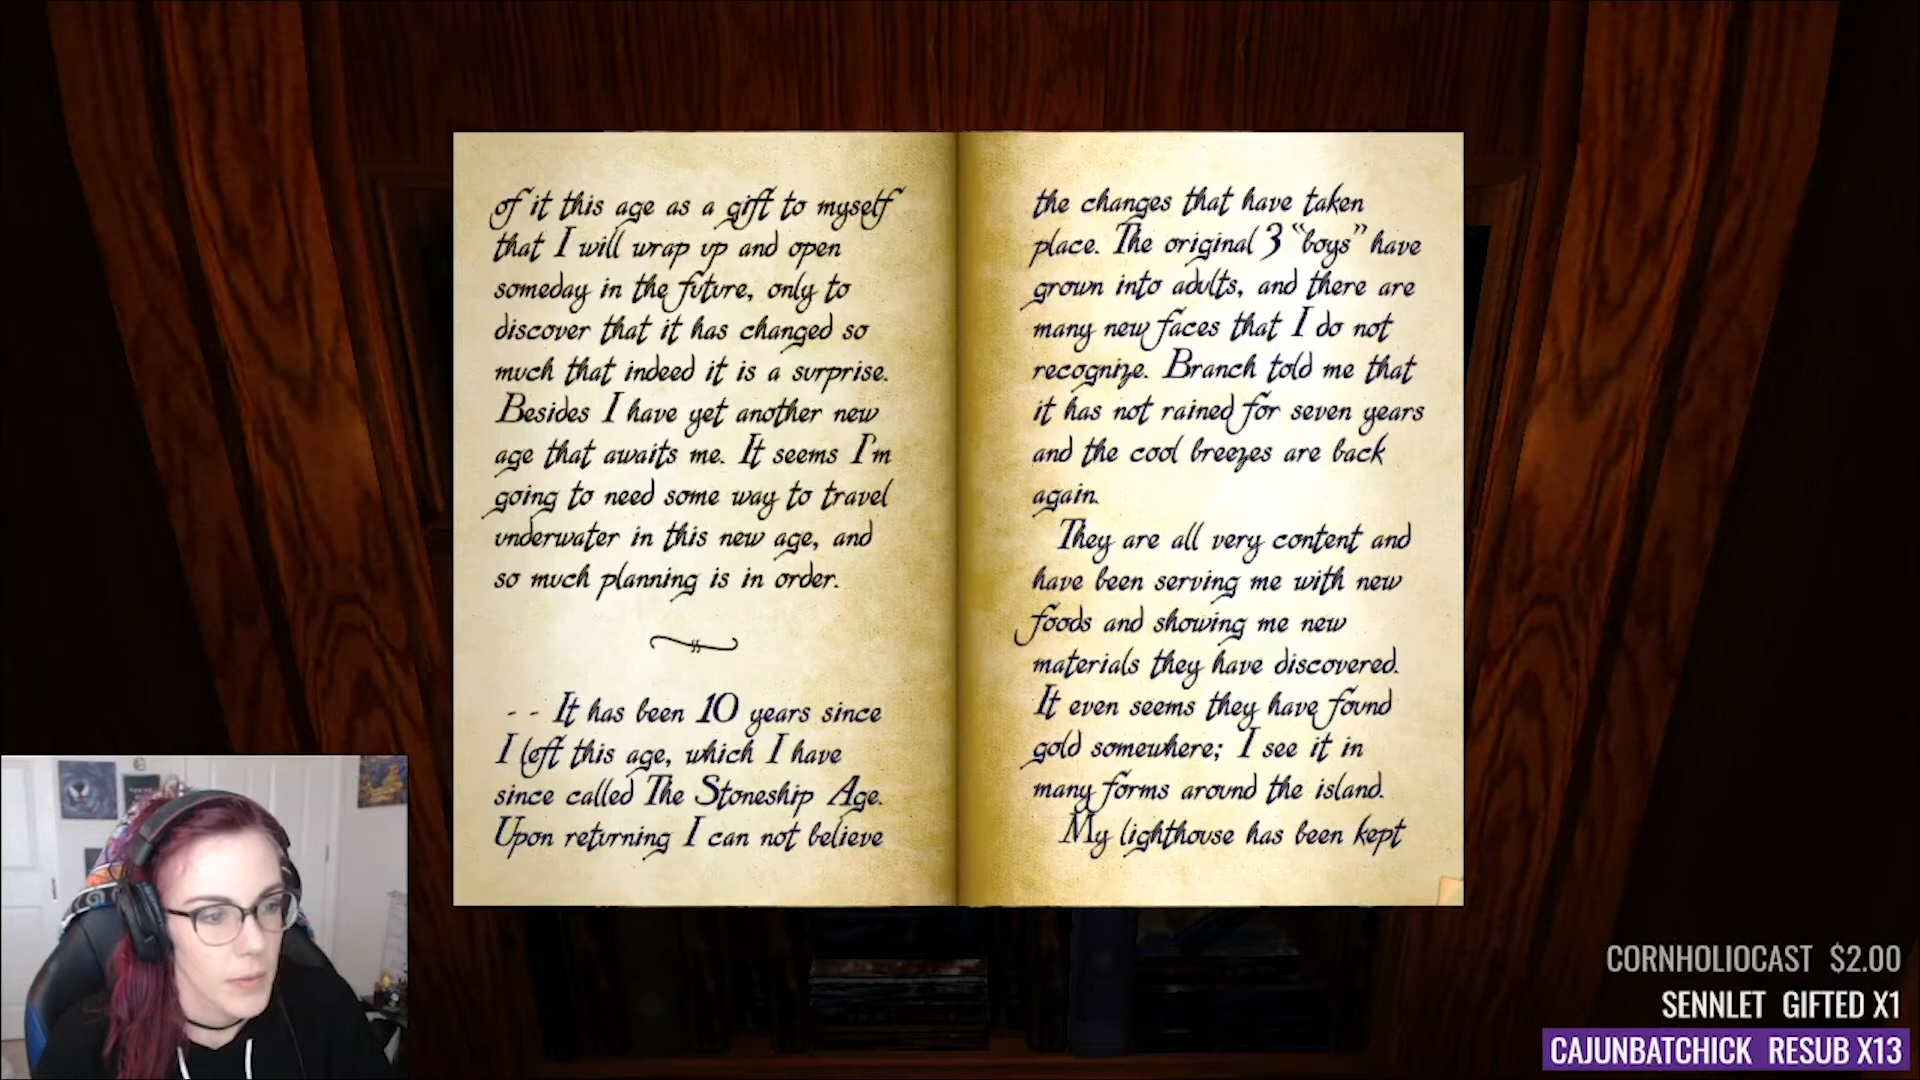 of it this age as a gift to myself
that I will wrap up and open
someday in the future, only to
discover that it has changed so
much that indeed it is a surprise.
Besides I have yet another new
age that awaits me. It seems I'm
going to need some way to travel
underwater in this new age, and
so much planning is in order.
-- It has been 10 years since
I left this age, which I have
since called The Stoneship Age.
Upon returning I can not believe
the changes that have taken
place. The original 3 "boys" have
grown into adults, and there are
many new faces that I do not
recognize. Branch told me that
it has not rained for seven years
and the cool breezes are back
again.
They are all very content and
have been serving me with new
foods and showing me new
materials they have discovered.
It even seems they have found
gold somewhere; I see it in
many forms around the island.
My lighthouse has been kept
CORNHOLIOCAST $2.00
SENNLET GIFTED X1
CAJUNBATCHICK RESUB X13